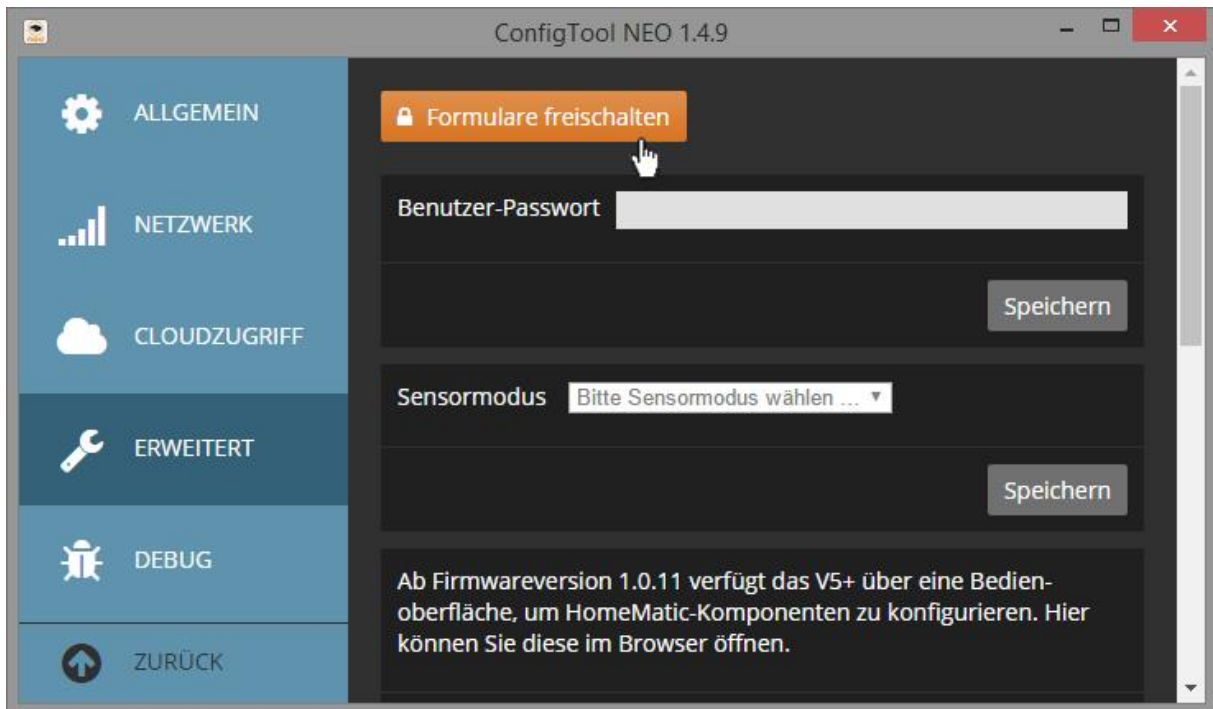 ConfigTool NEO 1.4.9
ALLGEMEIN
NETZWERK
CLOUDZUGRIFF
ERWEITERT
DEBUG
ZURÜCK
Formulare freischalten
Benutzer-Passwort
Speichern
Sensormodus Bitte Sensormodus wählen ...
Speichern
Ab Firmwareversion 1.0.11 verfügt das V5+ über eine Bedien-
oberfläche, um HomeMatic-Komponenten zu konfigurieren. Hier
können Sie diese im Browser öffnen.